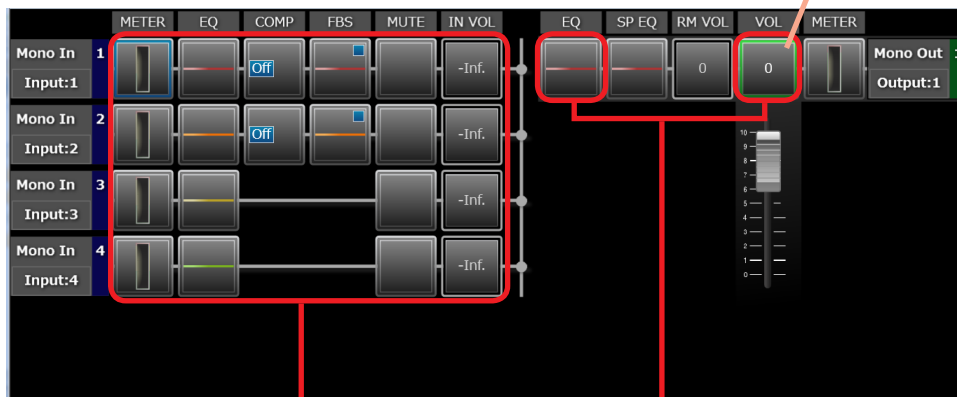 METER EQ COMP FBS MUTE IN VOL EQ SP EQ RM VOL VOL METER
Mono In 1 Off -Inf. 0 0 Mono Out 1
Input:1 Output:1
Mono In 2 Off -Inf.
Input:2
Mono In 3 -Inf.
Input:3
Mono In 4 -Inf.
Input:4
10
9
8
7
6
5
4
3
2
1
0